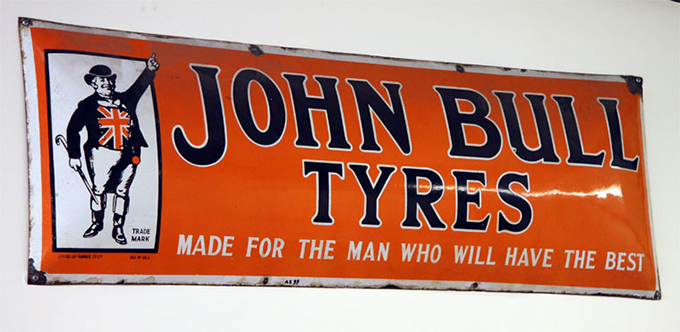 JOHN BULL
TYRES
MADE FOR THE MAN WHO WILL HAVE THE BEST
TRADE
MARK